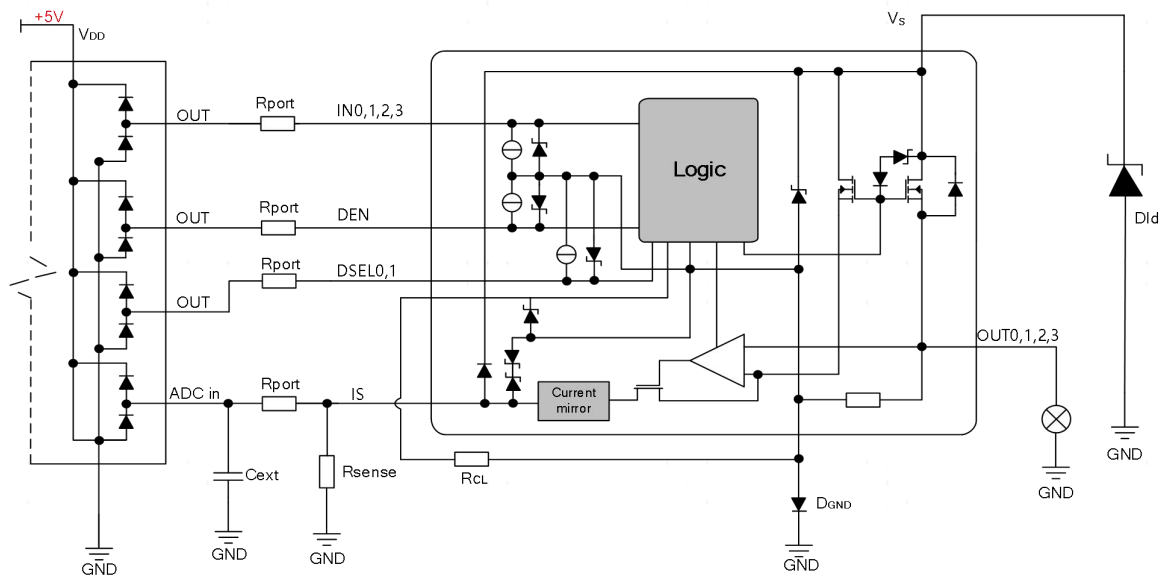 +5V
VDD
VS
OUT
Rport
IN0,1,2,3
Logic
OUT
Rport
DEN
Dld
OUT
Rport
DSEL0,1
OUT0,1,2,3
ADC in
Rport
IS
Current
mirror
Cext
Rsense
RCL
DGND
GND
GND
GND
GND
GND
GND